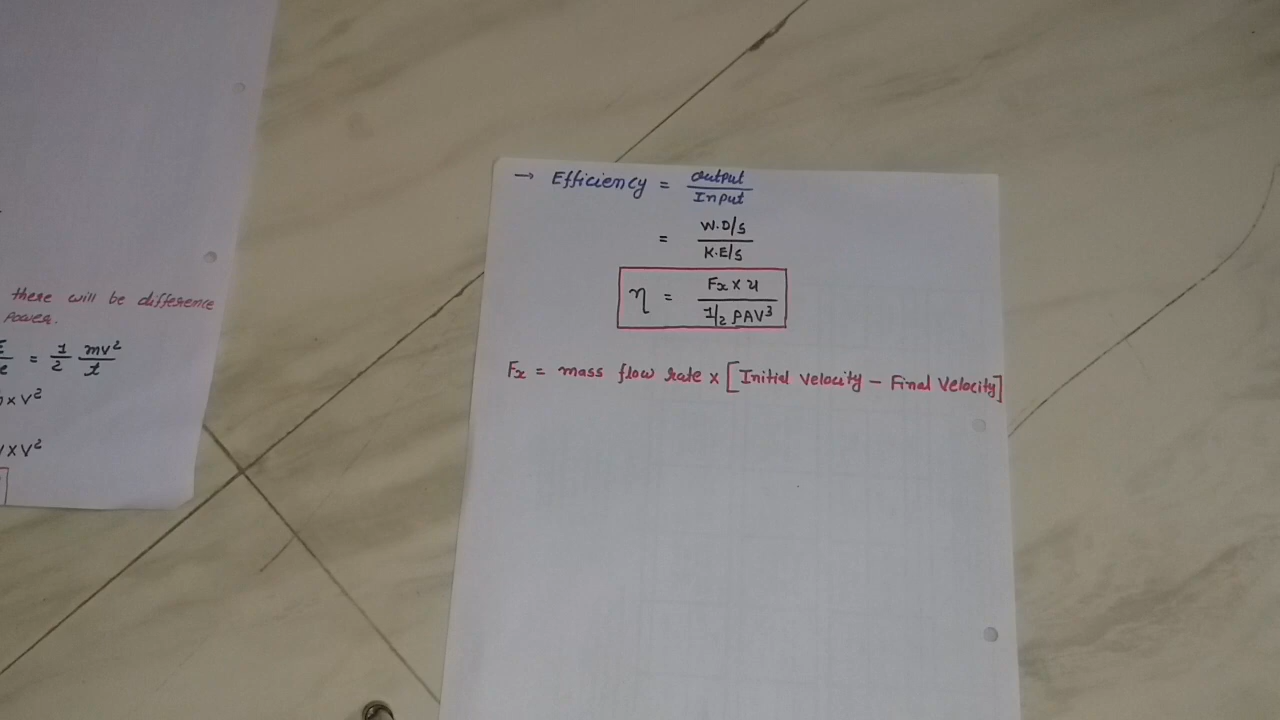 there will be difference
power.
= 1/2 mv²/t
x v²
x v²
→ Efficiency = output/Input
= W.D/s / K.E/s
η = Fx x u / 1/2 ρAV³
Fx = mass flow rate x [Initial velocity – Final velocity]